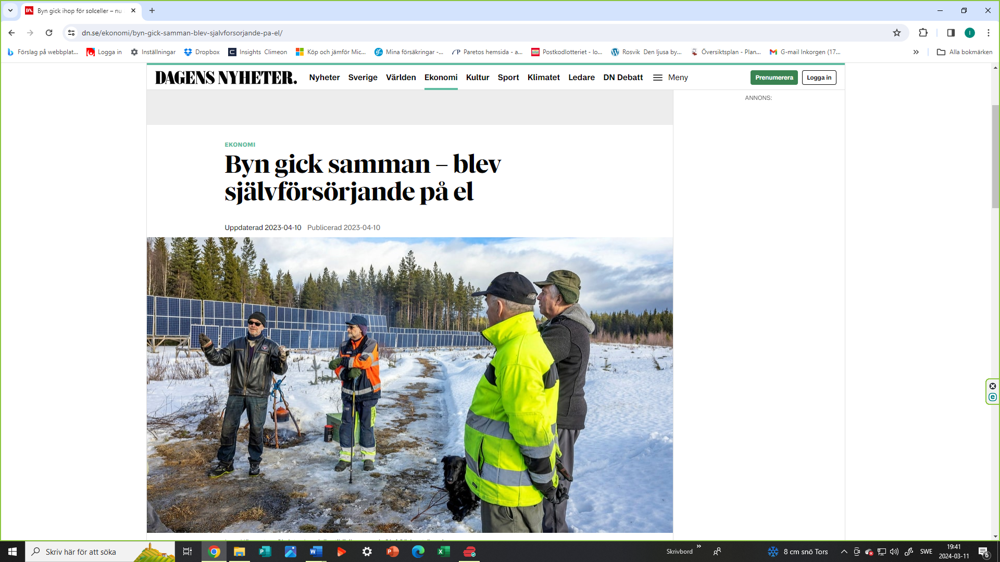 Byn gick ihop för solceller – nu
dn.se/ekonomi/byn-gick-samman-blev-sjalvforsorjande-pa-el/
Förslag på webbplat...
Logga in
Inställningar
Dropbox
Insights Climeon
Köp och jämför Mic...
Mina försäkringar -...
Paretos hemsida - a...
Postkodlotteriet - lo...
Rosvik Den ljusa by...
Översiktsplan - Plan...
G-mail Inkorgen (17...
»
Alla bokmärken
DAGENS NYHETER.
Nyheter
Sverige
Världen
Ekonomi
Kultur
Sport
Klimatet
Ledare
DN Debatt
Meny
Prenumerera
Logga in
ANNONS:
EKONOMI
Byn gick samman – blev
självförsörjande på el
Uppdaterad 2023-04-10 Publicerad 2023-04-10
Skriv här för att söka
Skrivbord
»
8 cm snö Tors
SWE
19:41
2024-03-11
6